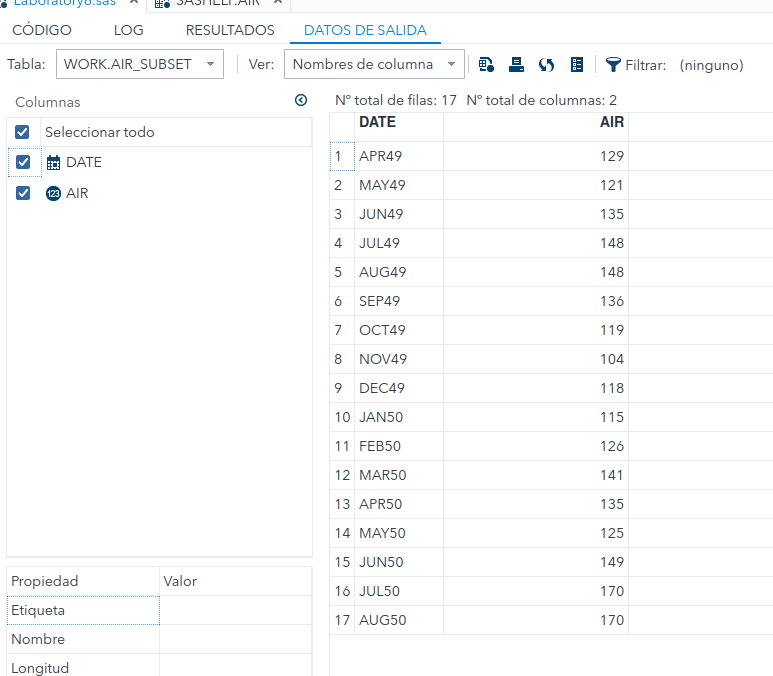 Laboratory6.sas × SASHELP.AIR ×
CÓDIGO LOG RESULTADOS DATOS DE SALIDA
Tabla: WORK.AIR_SUBSET Ver: Nombres de columna Filtrar: (ninguno)
Columnas
Seleccionar todo
DATE
123 AIR
Propiedad Valor
Etiqueta
Nombre
Longitud
Nº total de filas: 17 Nº total de columnas: 2
DATE AIR
1 APR49 129
2 MAY49 121
3 JUN49 135
4 JUL49 148
5 AUG49 148
6 SEP49 136
7 OCT49 119
8 NOV49 104
9 DEC49 118
10 JAN50 115
11 FEB50 126
12 MAR50 141
13 APR50 135
14 MAY50 125
15 JUN50 149
16 JUL50 170
17 AUG50 170